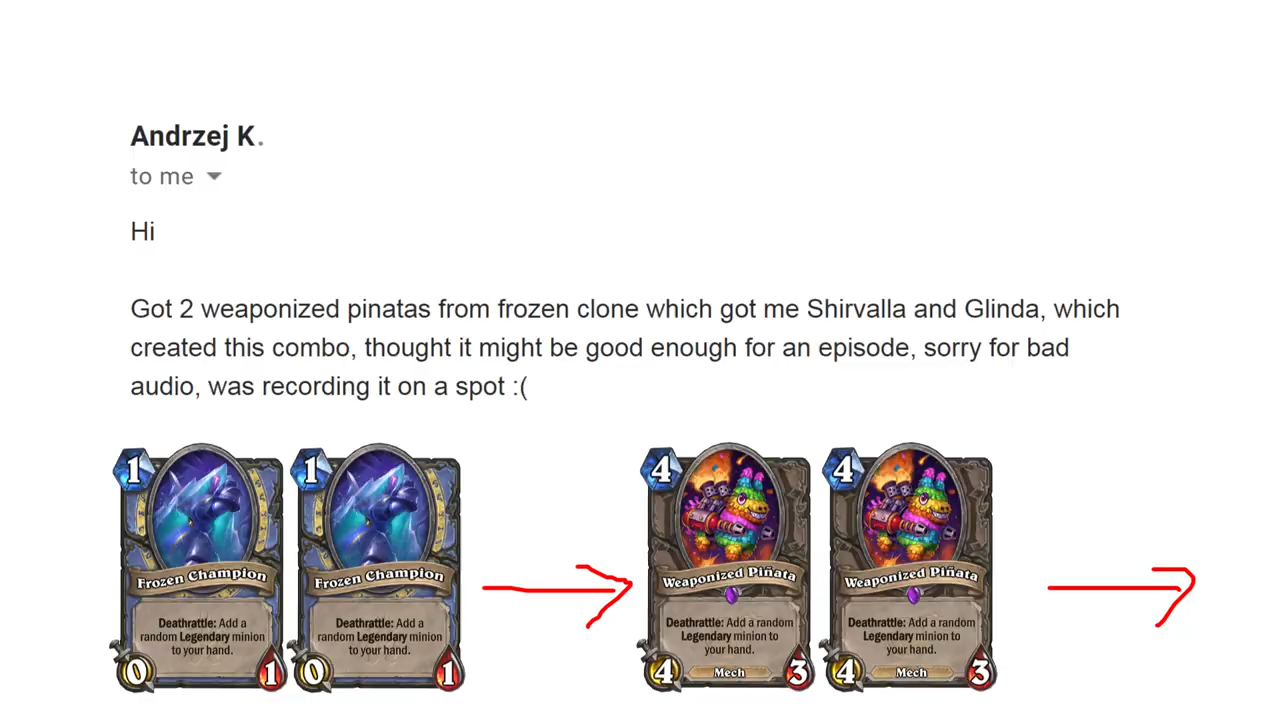 Andrzej K.
to me
Hi
Got 2 weaponized pinatas from frozen clone which got me Shirvalla and Glinda, which
created this combo, thought it might be good enough for an episode, sorry for bad
audio, was recording it on a spot :(
1
Frozen Champion
Deathrattle: Add a
random Legendary minion
to your hand.
0 1
1
Frozen Champion
Deathrattle: Add a
random Legendary minion
to your hand.
0 1
4
Weaponized Piñata
Deathrattle: Add a random
Legendary minion to
your hand.
4 Mech 3
4
Weaponized Piñata
Deathrattle: Add a random
Legendary minion to
your hand.
4 Mech 3